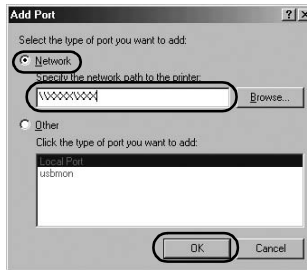 Add Port
Select the type of port you want to add:
Network
Specify the network path to the printer:
\\XXXX\XXX
Browse...
Other
Click the type of port you want to add:
Local Port
usbmon
OK Cancel